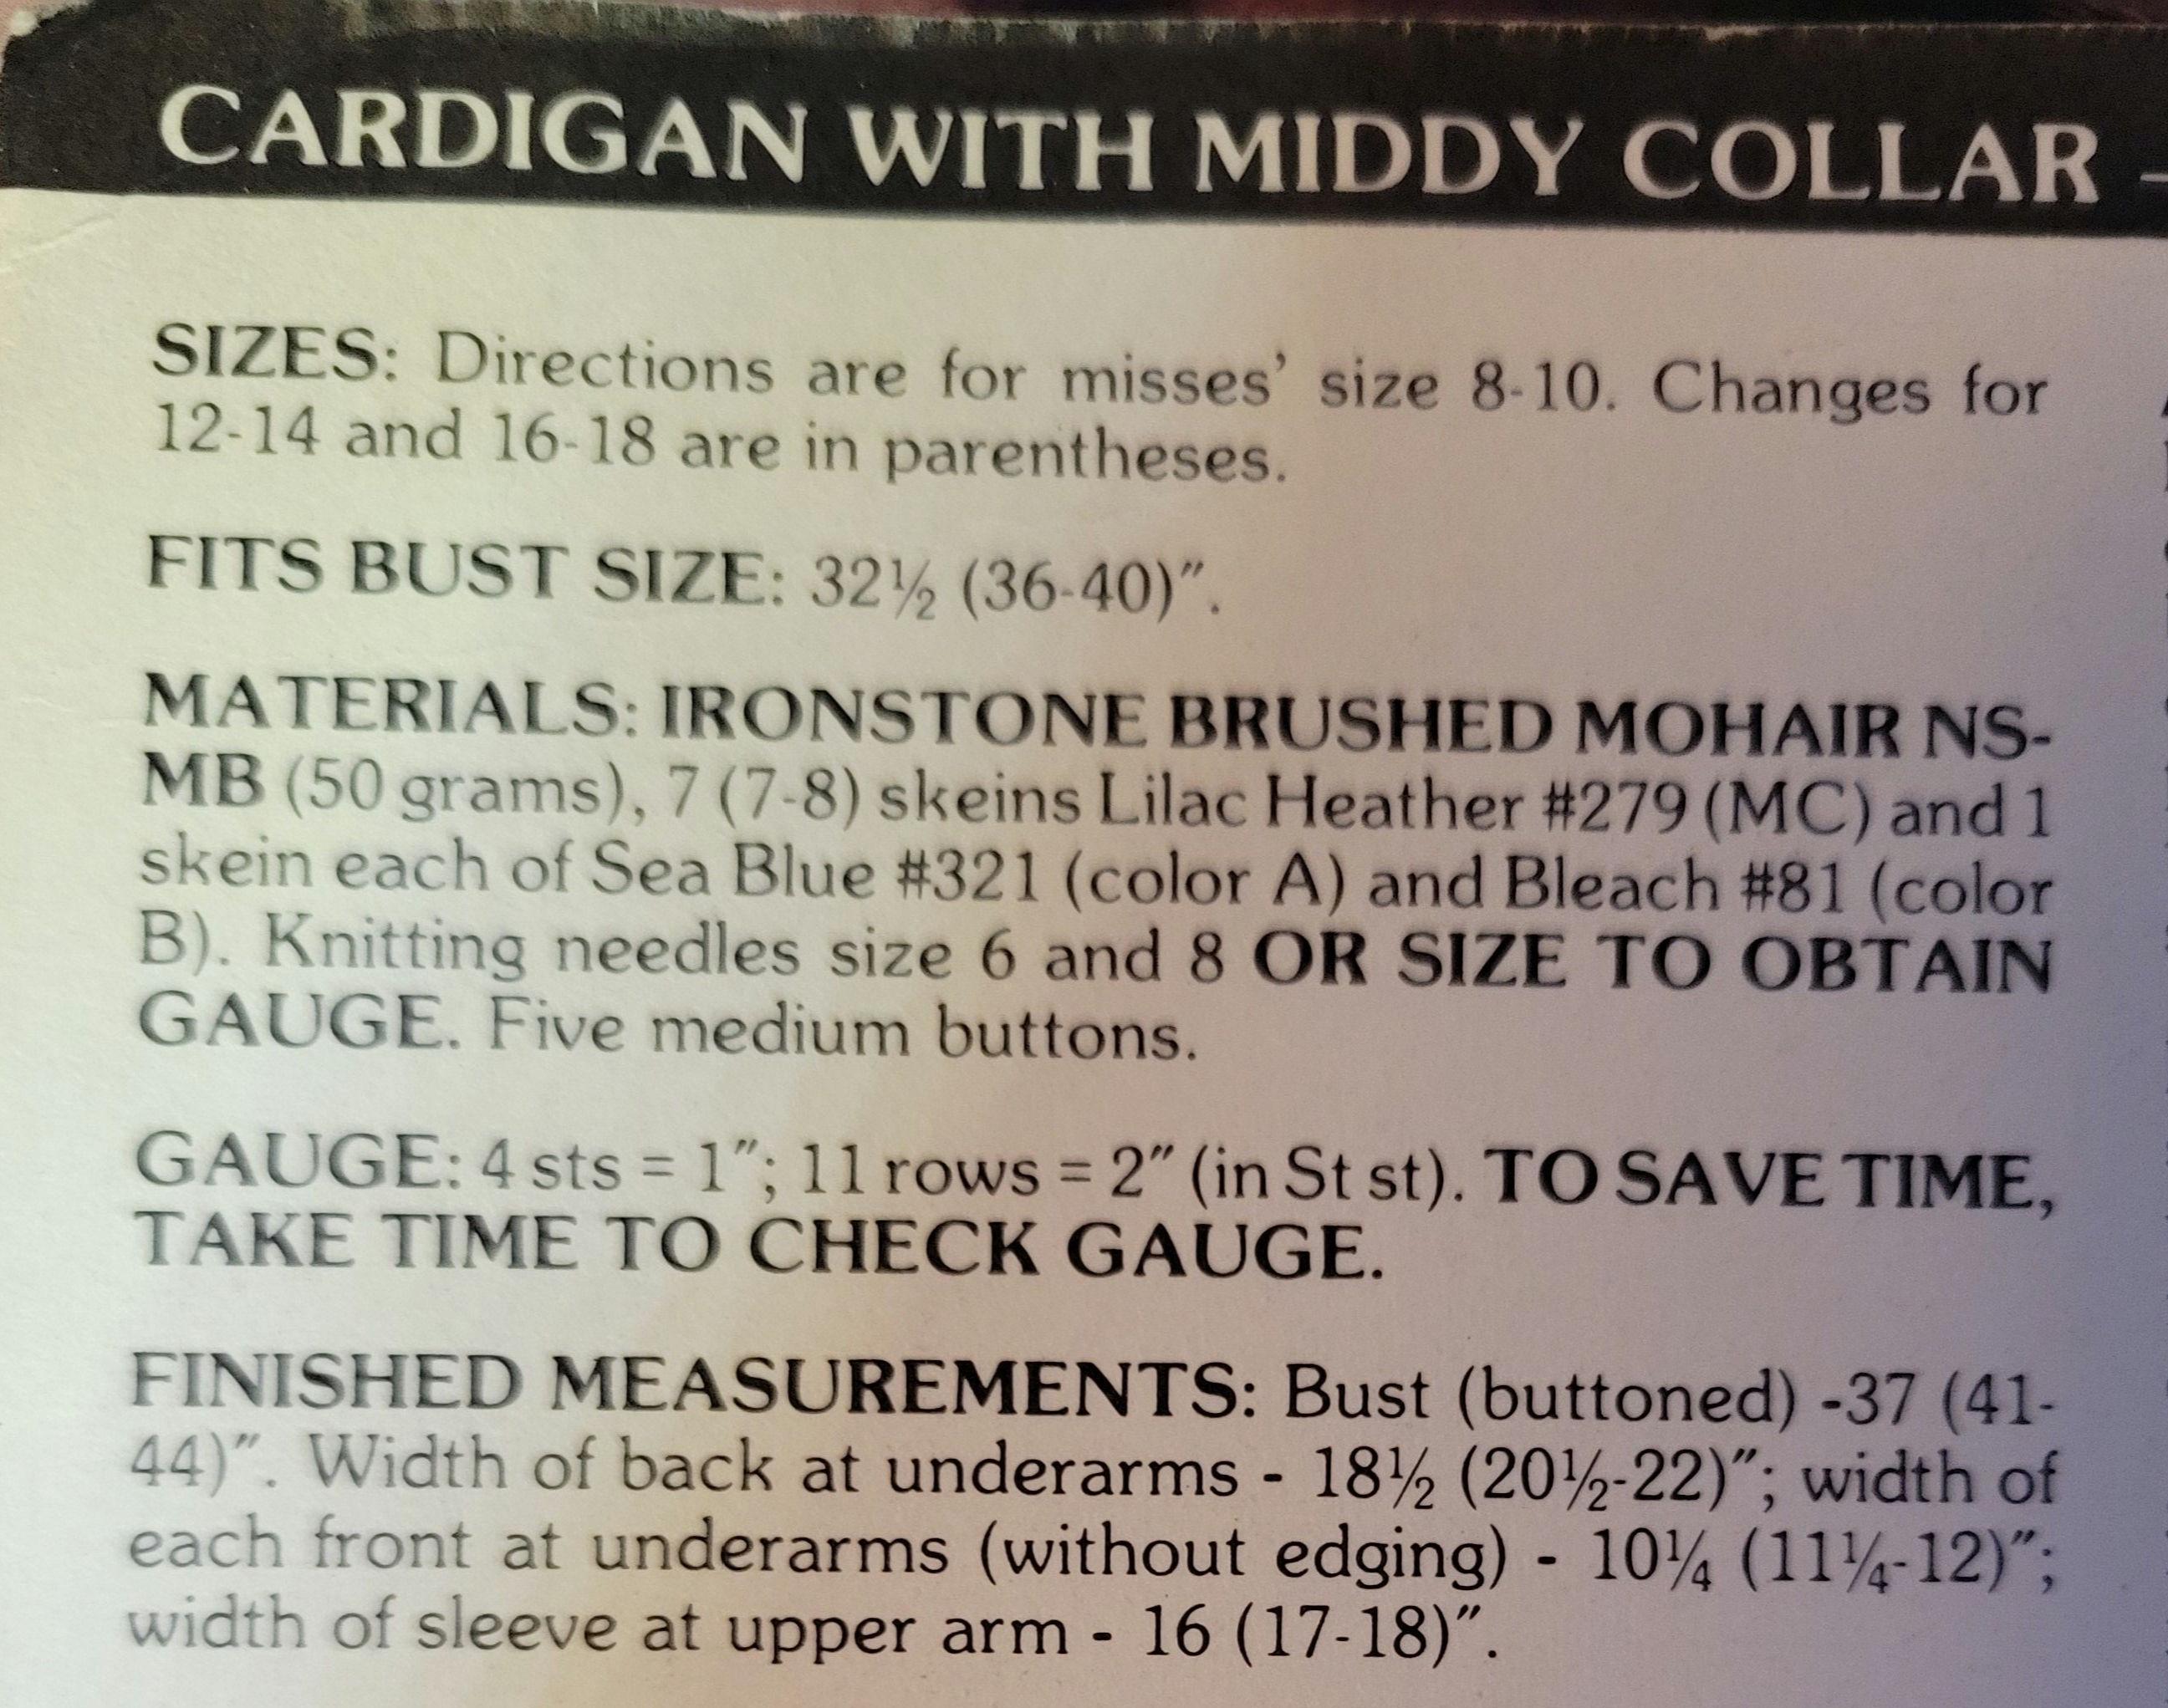 CARDIGAN WITH MIDDY COLLAR -
SIZES: Directions are for misses' size 8-10. Changes for
12-14 and 16-18 are in parentheses.
FITS BUST SIZE: 32½ (36-40)".
MATERIALS: IRONSTONE BRUSHED MOHAIR NS-
MB (50 grams), 7 (7-8) skeins Lilac Heather #279 (MC) and 1
skein each of Sea Blue #321 (color A) and Bleach #81 (color
B). Knitting needles size 6 and 8 OR SIZE TO OBTAIN
GAUGE. Five medium buttons.
GAUGE: 4 sts = 1"; 11 rows = 2" (in St st). TO SAVE TIME,
TAKE TIME TO CHECK GAUGE.
FINISHED MEASUREMENTS: Bust (buttoned) -37 (41-
44)". Width of back at underarms - 18½ (20½-22)"; width of
each front at underarms (without edging) - 10¼ (11¼-12)";
width of sleeve at upper arm - 16 (17-18)".